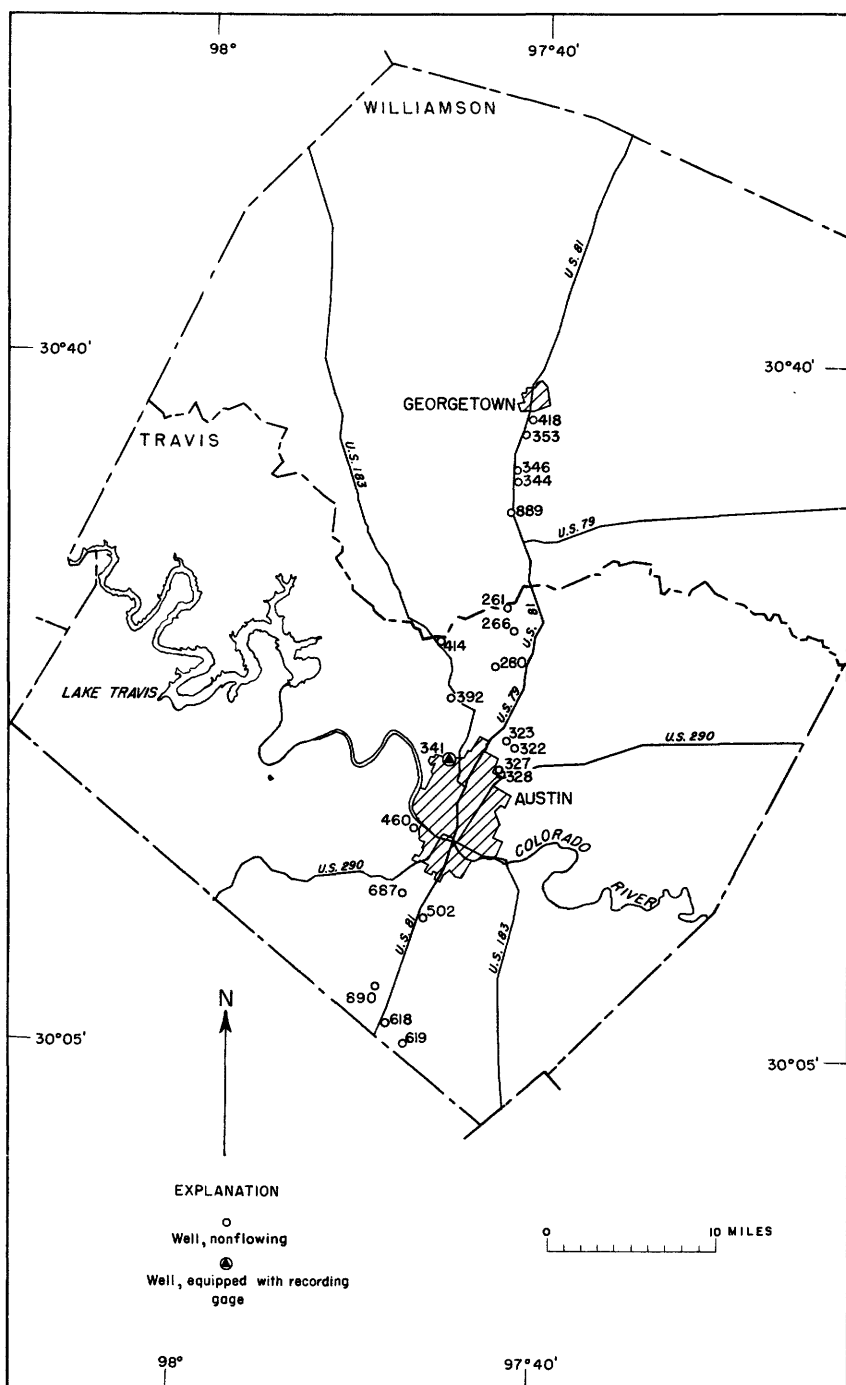 98°
97°40'
WILLIAMSON
U.S. 81
30°40'
30°40'
GEORGETOWN
418
353
TRAVIS
U.S. 183
346
344
889
U.S. 79
261
266
U.S. 81
414
280
LAKE TRAVIS
392
U.S. 79
323
322
U.S. 290
341
327
328
AUSTIN
460
COLORADO
RIVER
U.S. 290
687
502
U.S. 81
U.S. 183
890
N
618
619
30°05'
30°05'
EXPLANATION
Well, nonflowing
Well, equipped with recording
gage
0
10 MILES
98°
97°40'